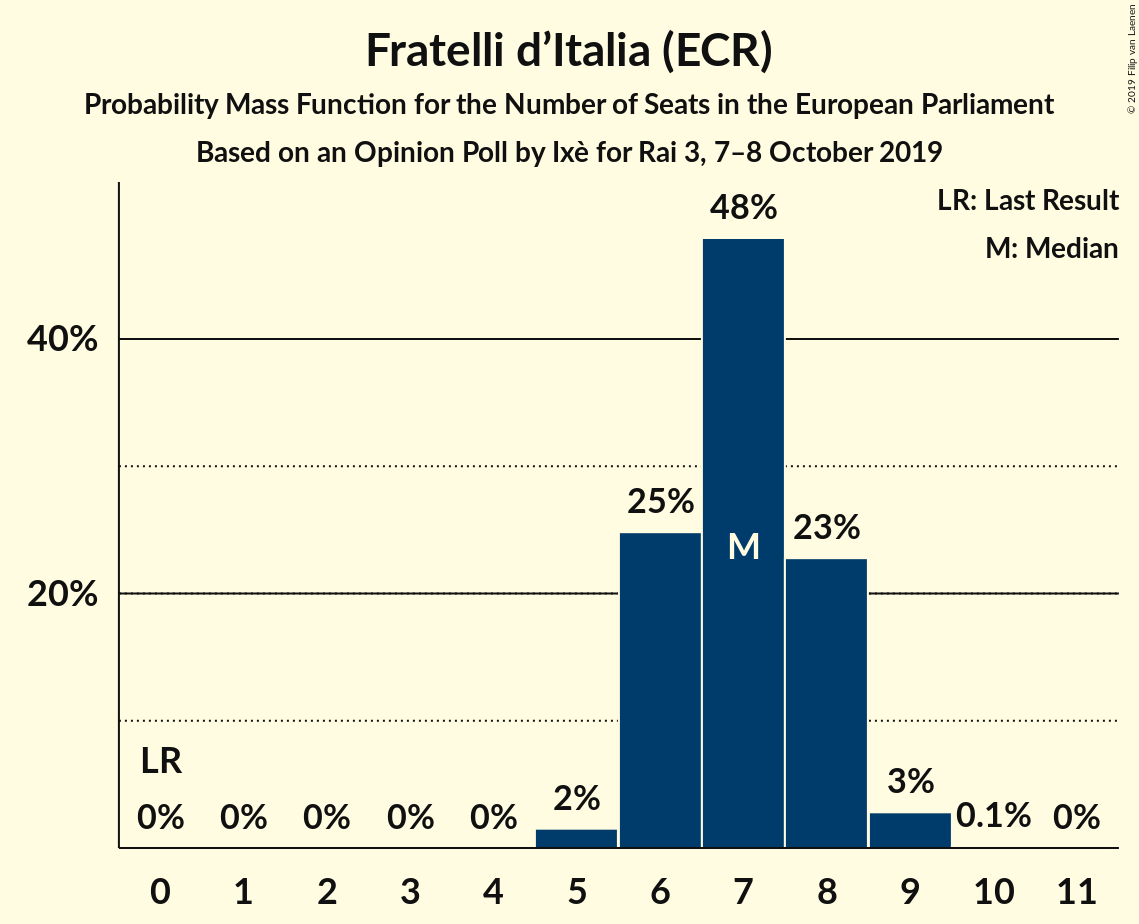 Fratelli d’Italia (ECR)
Probability Mass Function for the Number of Seats in the European Parliament
Based on an Opinion Poll by Ixè for Rai 3, 7–8 October 2019
© 2019 Filip van Laenen
LR: Last Result
M: Median
48%
40%
25%
23%
M
20%
LR
0% 0% 0% 0% 0% 2% 3% 0.1% 0%
0 1 2 3 4 5 6 7 8 9 10 11